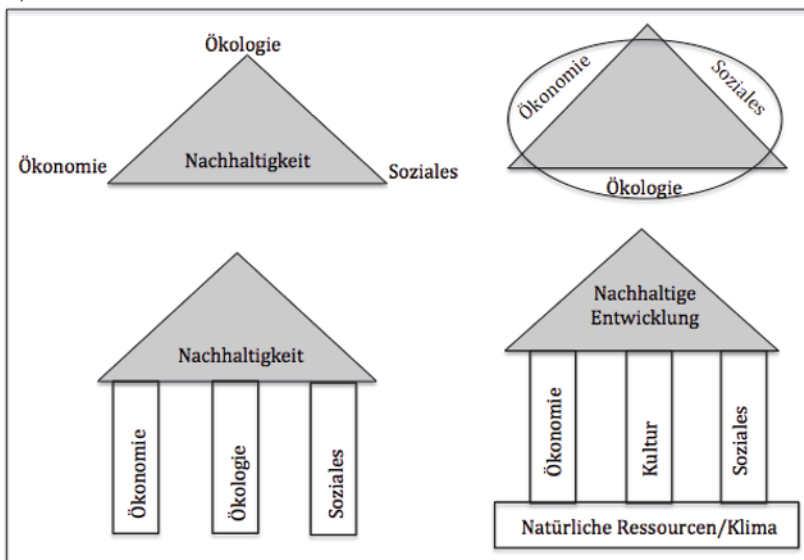 Ökologie
Ökonomie
Nachhaltigkeit
Soziales
Ökonomie
Soziales
Ökologie
Nachhaltigkeit
Ökonomie
Ökologie
Soziales
Nachhaltige
Entwicklung
Ökonomie
Kultur
Soziales
Natürliche Ressourcen/Klima